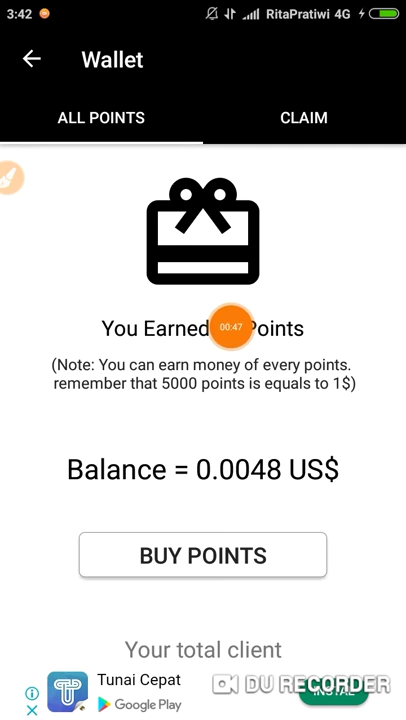 3:42 RitaPratiwi 4G
Wallet
ALL POINTS CLAIM
You Earned Points
00:47
(Note: You can earn money of every points.
remember that 5000 points is equals to 1$)
Balance = 0.0048 US$
BUY POINTS
Your total client
Tunai Cepat
Google Play
DU RECORDER
INSTAL